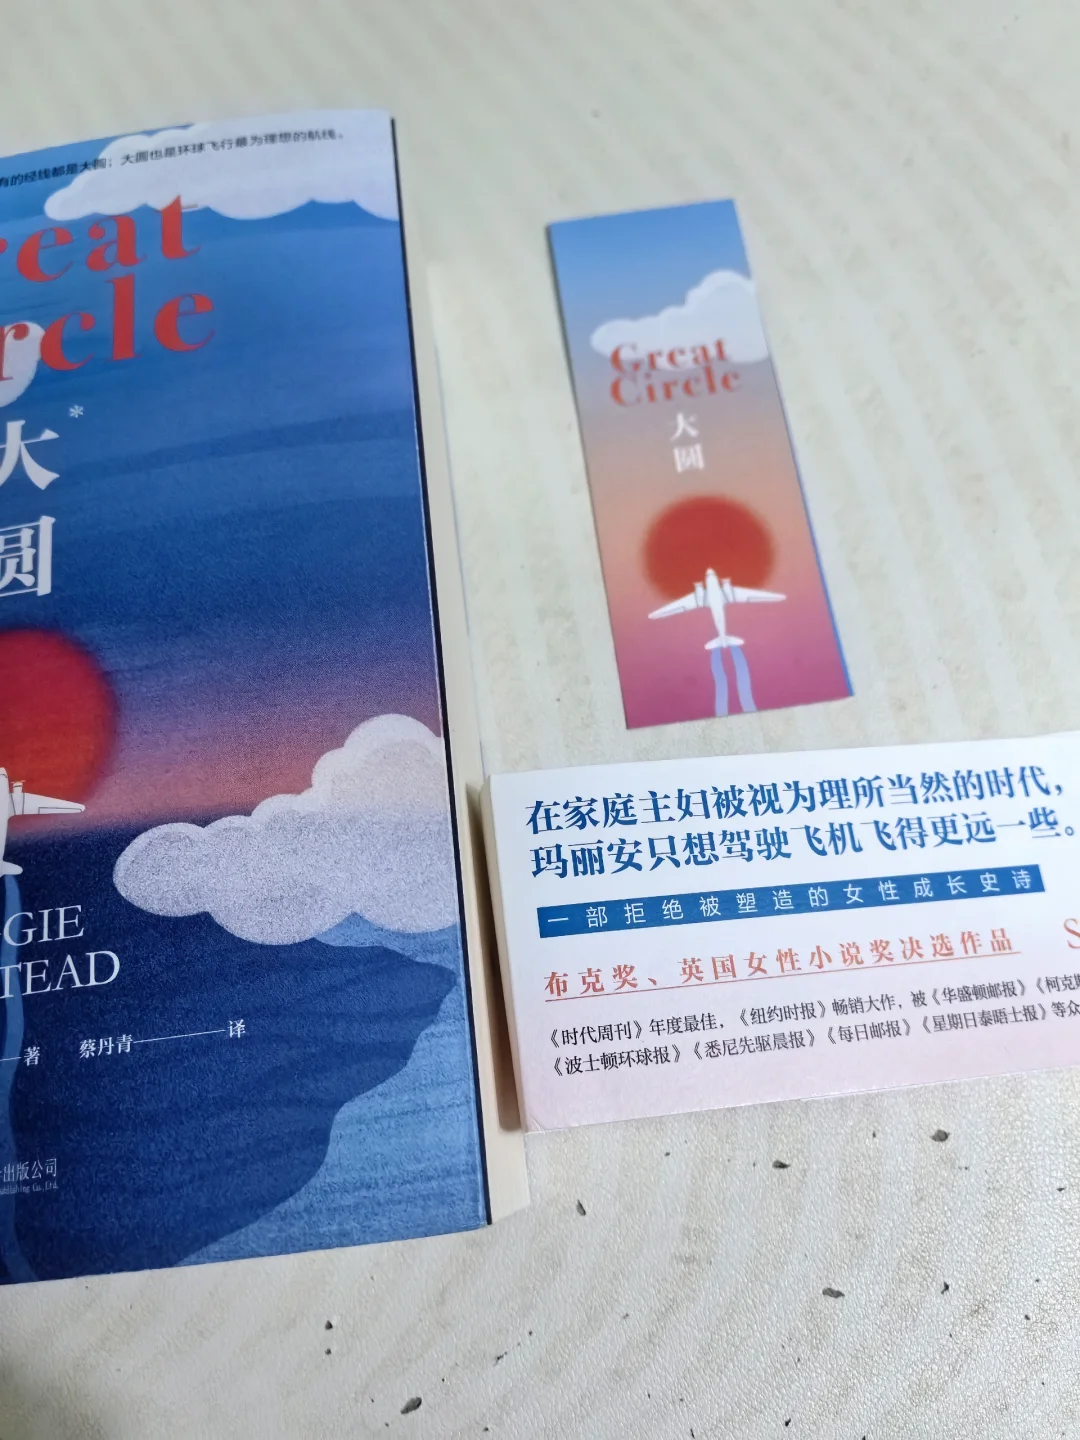 有的经线都是大圆；大圆也是环球飞行最为理想的航线。
reat
rcle
大*
圆
GIE
TEAD
著 蔡丹青 译
出版公司
Publishing Co.,Ltd.
Great
Circle
大
圆
在家庭主妇被视为理所当然的时代，
玛丽安只想驾驶飞机飞得更远一些。
一部拒绝被塑造的女性成长史诗
布克奖、英国女性小说奖决选作品 S
《时代周刊》年度最佳，《纽约时报》畅销大作，被《华盛顿邮报》《柯克斯
《波士顿环球报》《悉尼先驱晨报》《每日邮报》《星期日泰晤士报》等众